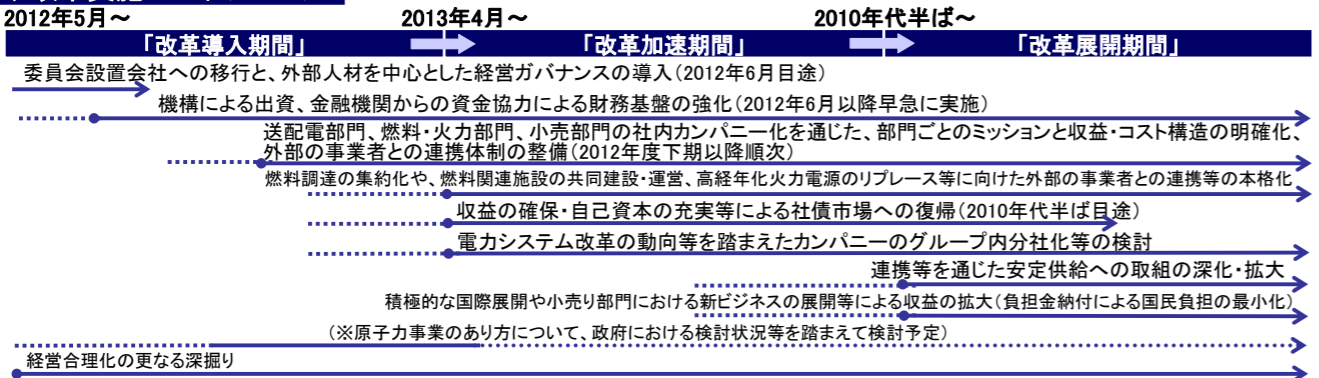 2012年5月~
2013年4月~
2010年代半ば~
「改革導入期間」
「改革加速期間」
「改革展開期間」
委員会設置会社への移行と、外部人材を中心とした経営ガバナンスの導入(2012年6月目途)
機構による出資、金融機関からの資金協力による財務基盤の強化(2012年6月以降早急に実施)
送配電部門、燃料・火力部門、小売部門の社内カンパニー化を通じた、部門ごとのミッションと収益・コスト構造の明確化、
外部の事業者との連携体制の整備(2012年度下期以降順次)
燃料調達の集約化や、燃料関連施設の共同建設・運営、高経年化火力電源のリプレース等に向けた外部の事業者との連携等の本格化
収益の確保・自己資本の充実等による社債市場への復帰(2010年代半ば目途)
電力システム改革の動向等を踏まえたカンパニーのグループ内分社化等の検討
連携等を通じた安定供給への取組の深化・拡大
積極的な国際展開や小売り部門における新ビジネスの展開等による収益の拡大(負担金納付による国民負担の最小化)
(※原子力事業のあり方について、政府における検討状況等を踏まえて検討予定)
経営合理化の更なる深掘り